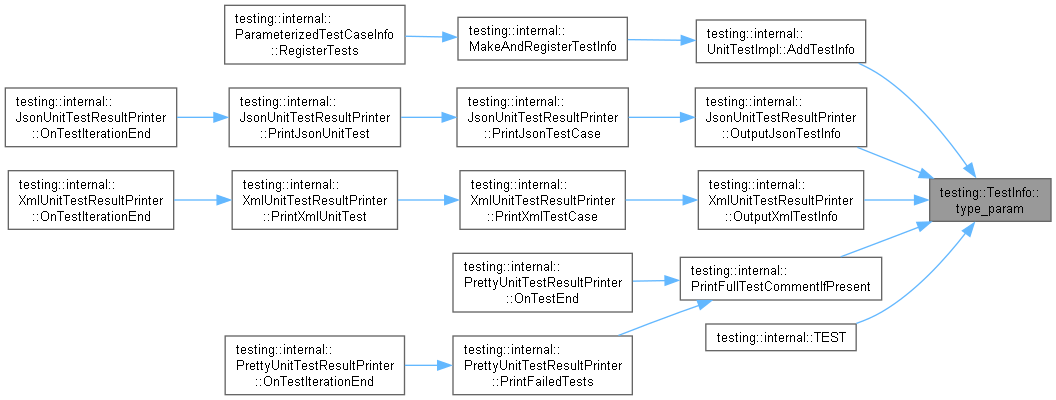 testing::internal::
ParameterizedTestCaseInfo
::RegisterTests
testing::internal::
MakeAndRegisterTestInfo
testing::internal::
UnitTestImpl::AddTestInfo
testing::internal::
JsonUnitTestResultPrinter
::OnTestIterationEnd
testing::internal::
JsonUnitTestResultPrinter
::PrintJsonUnitTest
testing::internal::
JsonUnitTestResultPrinter
::PrintJsonTestCase
testing::internal::
JsonUnitTestResultPrinter
::OutputJsonTestInfo
testing::internal::
XmlUnitTestResultPrinter
::OnTestIterationEnd
testing::internal::
XmlUnitTestResultPrinter
::PrintXmlUnitTest
testing::internal::
XmlUnitTestResultPrinter
::PrintXmlTestCase
testing::internal::
XmlUnitTestResultPrinter
::OutputXmlTestInfo
testing::TestInfo::
type_param
testing::internal::
PrettyUnitTestResultPrinter
::OnTestEnd
testing::internal::
PrintFullTestCommentIfPresent
testing::internal::TEST
testing::internal::
PrettyUnitTestResultPrinter
::OnTestIterationEnd
testing::internal::
PrettyUnitTestResultPrinter
::PrintFailedTests